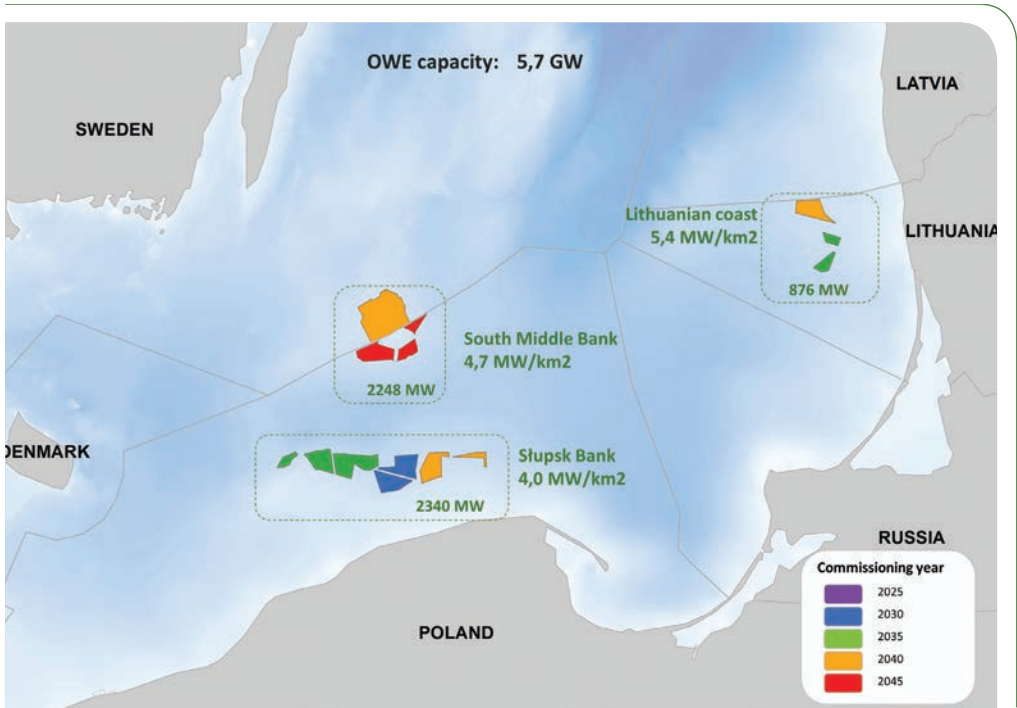 OWE capacity: 5,7 GW
LATVIA
SWEDEN
Lithuanian coast
5,4 MW/km2
LITHUANIA
876 MW
South Middle Bank
4,7 MW/km2
2248 MW
DENMARK
Słupsk Bank
4,0 MW/km2
2340 MW
RUSSIA
Commissioning year
2025
2030
2035
2040
2045
POLAND